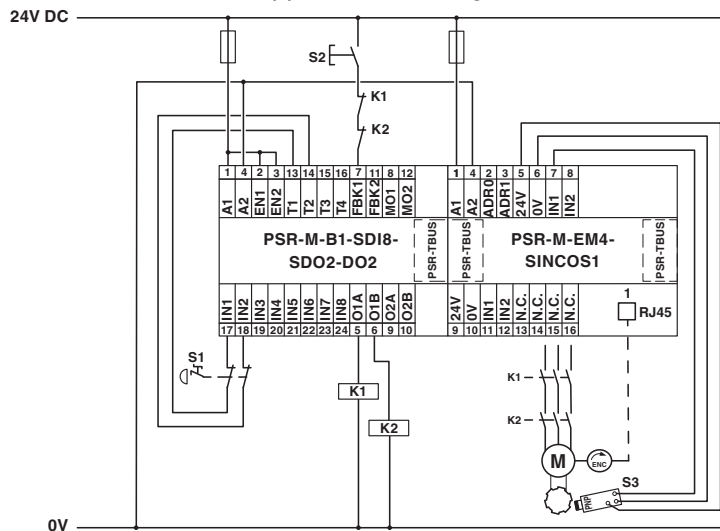 24V DC
S2
K1
K2
1 4 2 3 13 14 15 16 7 11 8 12
A1 A2 EN1 EN2 T1 T2 T3 T4 FBK1 FBK2 MO1 MO2
1 4 2 3 5 6 7 8
A1 A2 ADR0 ADR1 24V 0V IN1 IN2
PSR-M-B1-SDI8-
SDO2-DO2
PSR-TBUS
PSR-TBUS
PSR-M-EM4-
SINCOS1
PSR-TBUS
IN1 IN2 IN3 IN4 IN5 IN6 IN7 IN8 O1A O1B O2A O2B
17 18 19 20 21 22 23 24 5 6 9 10
24V 0V IN1 IN2 N.C. N.C. N.C. N.C.
9 10 11 12 13 14 15 16
1
RJ45
S1
K1
K2
K1
K2
M
ENC
PNP
S3
0V